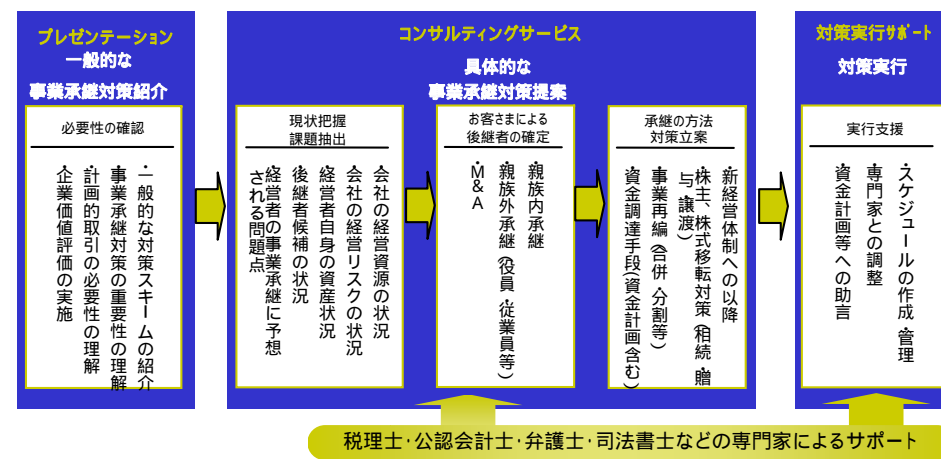 プレゼンテーション
一般的な
事業承継対策紹介
必要性の確認
・一般的な対策スキームの紹介
・事業承継対策の重要性の理解
・計画的取引の必要性の理解
・企業価値評価の実施
コンサルティングサービス
具体的な
事業承継対策提案
現状把握
課題抽出
・会社の経営資源の状況
・会社の経営リスクの状況
・経営者自身の資産状況
・後継者候補の状況
・経営者の事業承継に予想
される問題点
お客さまによる
後継者の確定
・親族内承継
・親族外承継(役員・従業員等)
・M&A
承継の方法
対策立案
・新経営体制への以降
・株主、株式移転対策(相続・贈
与・譲渡)
・事業再編(合併・分割等)
・資金調達手段(資金計画含む)
対策実行サポート
対策実行
実行支援
・スケジュールの作成・管理
・専門家との調整
・資金計画等への助言
税理士・公認会計士・弁護士・司法書士などの専門家によるサポート